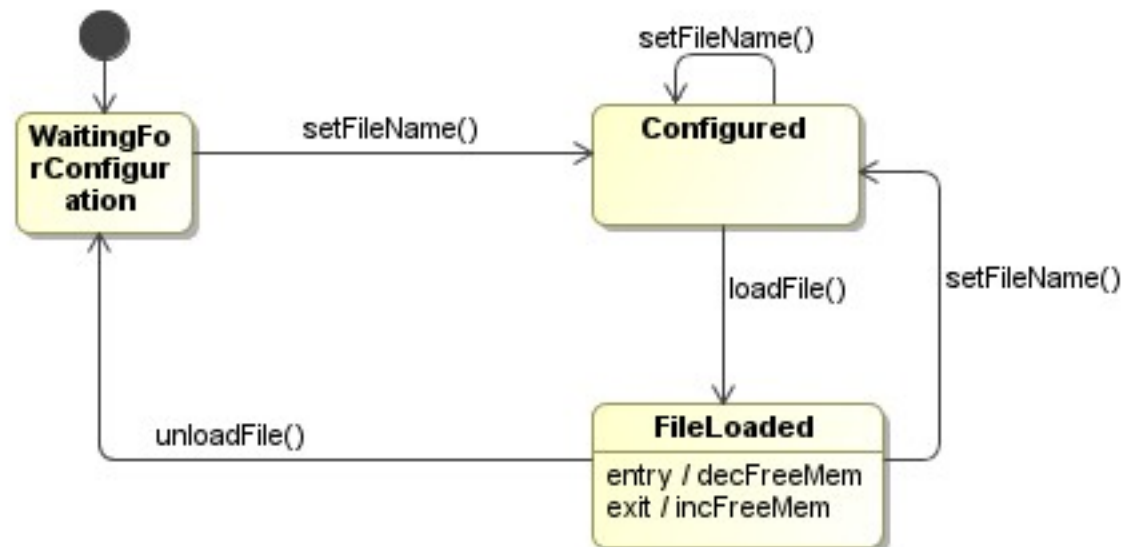 setFileName()
WaitingFo
rConfigur
ation
setFileName()
Configured
loadFile()
setFileName()
unloadFile()
FileLoaded
entry / decFreeMem
exit / incFreeMem